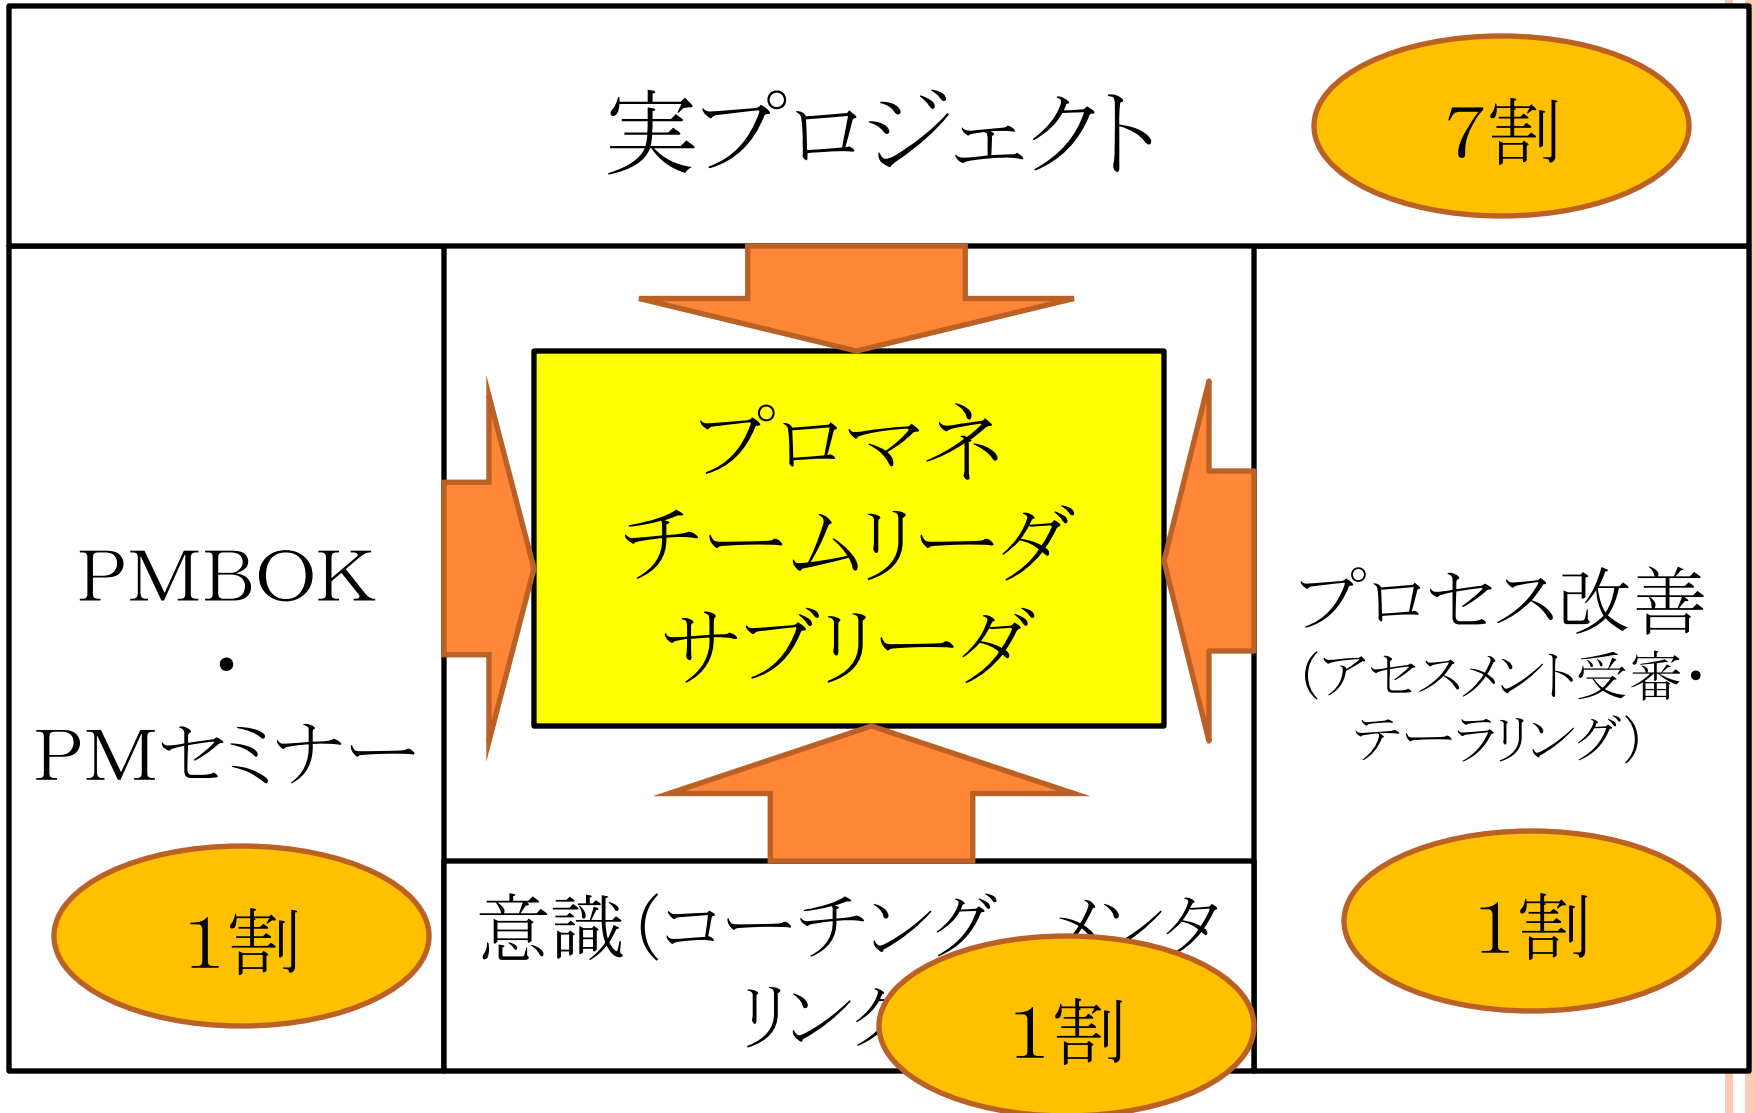 実プロジェクト
7割
プロマネ
チームリーダ
サブリーダ
PMBOK
・
PMセミナー
1割
プロセス改善
(アセスメント受審・
テーラリング)
1割
意識(コーチング メンタ
リン
1割